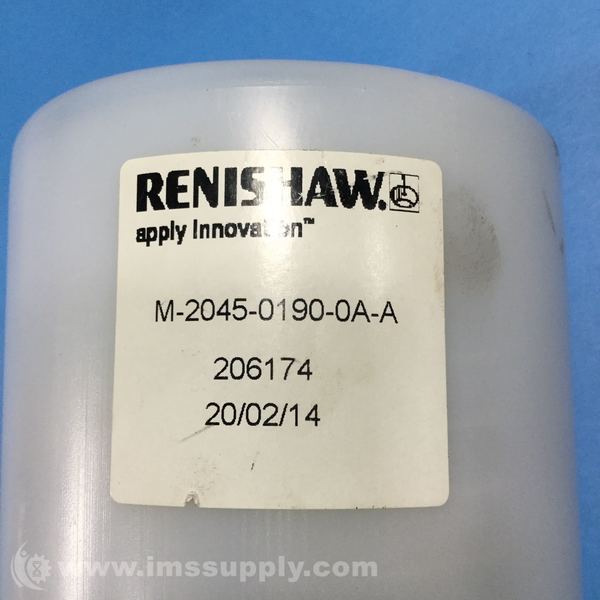 RENISHAW.
apply innovation™
M-2045-0190-0A-A
206174
20/02/14
www.imssupply.com